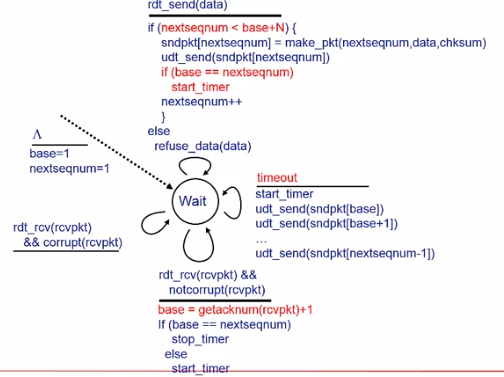 rdt_send(data)
if (nextseqnum < base+N) {
sndpkt[nextseqnum] = make_pkt(nextseqnum,data,chksum)
udt_send(sndpkt[nextseqnum])
if (base == nextseqnum)
start_timer
nextseqnum++
}
else
refuse_data(data)
Λ
base=1
nextseqnum=1
Wait
timeout
start_timer
udt_send(sndpkt[base])
udt_send(sndpkt[base+1])
…
udt_send(sndpkt[nextseqnum-1])
rdt_rcv(rcvpkt)
&& corrupt(rcvpkt)
rdt_rcv(rcvpkt) &&
notcorrupt(rcvpkt)
base = getacknum(rcvpkt)+1
If (base == nextseqnum)
stop_timer
else
start_timer